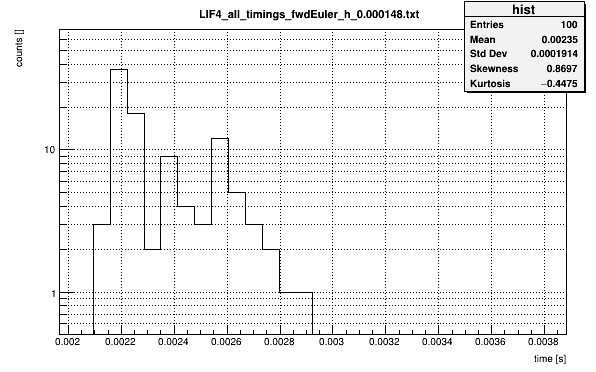 LIF4_all_timings_fwdEuler_h_0.000148.txt
hist
Entries 100
Mean 0.00235
Std Dev 0.0001914
Skewness 0.8697
Kurtosis −0.4475
counts []
10
1
0.002 0.0022 0.0024 0.0026 0.0028 0.003 0.0032 0.0034 0.0036 0.0038
time [s]